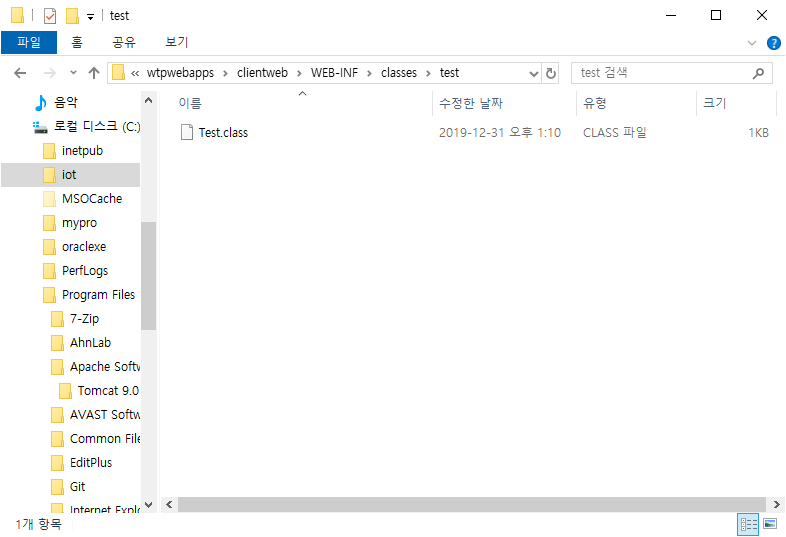 test
파일 홈 공유 보기
« wtpwebapps › clientweb › WEB-INF › classes › test
test 검색
음악
로컬 디스크 (C:)
inetpub
iot
MSOCache
mypro
oraclexe
PerfLogs
Program Files
7-Zip
AhnLab
Apache Softw
Tomcat 9.0
AVAST Softw
Common File
EditPlus
Git
Internet Explo
이름 수정한 날짜 유형 크기
Test.class 2019-12-31 오후 1:10 CLASS 파일 1KB
1개 항목